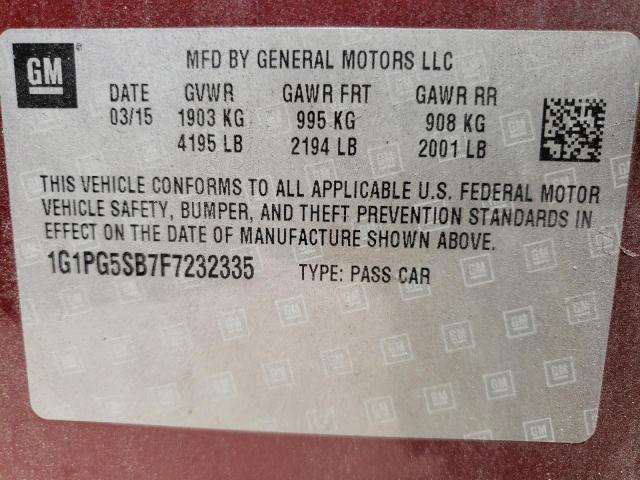 GM
MFD BY GENERAL MOTORS LLC
DATE GVWR GAWR FRT GAWR RR
03/15 1903 KG 995 KG 908 KG
4195 LB 2194 LB 2001 LB
THIS VEHICLE CONFORMS TO ALL APPLICABLE U.S. FEDERAL MOTOR
VEHICLE SAFETY, BUMPER, AND THEFT PREVENTION STANDARDS IN
EFFECT ON THE DATE OF MANUFACTURE SHOWN ABOVE.
1G1PG5SB7F7232335 TYPE: PASS CAR